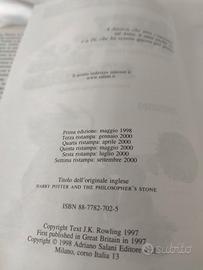 Prima edizione: maggio 1998
Terza ristampa: gennaio 2000
Quarta ristampa: aprile 2000
Quinta ristampa: maggio 2000
Sesta ristampa: luglio 2000
Settima ristampa: settembre 2000
Titolo dell'originale inglese
HARRY POTTER AND THE PHILOSOPHER'S STONE
ISBN 88-7782-702-5
Copyright Text J.K. Rowling 1997
First published in Great Britain in 1997
Copyright © 1998 Adriano Salani Editore
Milano, corso Italia 13
subito